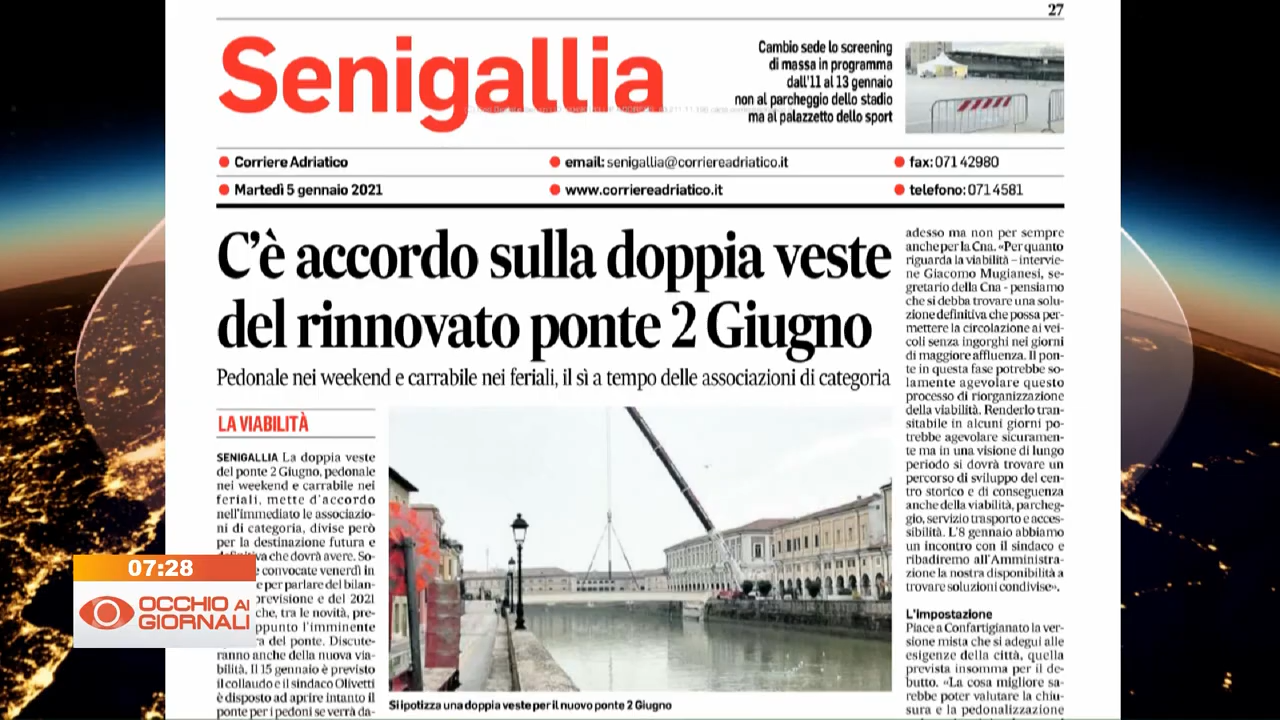 27
Senigallia
Cambio sede lo screening
di massa in programma
dall'11 al 13 gennaio
non al parcheggio dello stadio
ma al palazzetto dello sport
Corriere Adriatico
email: senigallia@corriereadriatico.it
fax: 071 42980
Martedì 5 gennaio 2021
www.corriereadriatico.it
telefono: 071 4581
C'è accordo sulla doppia veste
del rinnovato ponte 2 Giugno
Pedonale nei weekend e carrabile nei feriali, il sì a tempo delle associazioni di categoria
LA VIABILITÀ
SENIGALLIA La doppia veste
del ponte 2 Giugno, pedonale
nei weekend e carrabile nei
feriali, mette d'accordo
nell'immediato le associazio-
ni di categoria, divise però
per la destinazione futura e
che dovrà avere. So-
convocate venerdì in
e per parlare del bilan-
previsione e del 2021
che, tra le novità, pre-
ppunto l'imminente
a del ponte. Discute-
ranno anche della nuova via-
bilità. Il 15 gennaio è previsto
il collaudo e il sindaco Olivetti
è disposto ad aprire intanto il
ponte per i pedoni se verrà da-
Si ipotizza una doppia veste per il nuovo ponte 2 Giugno
adesso ma non per sempre
anche per la Cna. «Per quanto
riguarda la viabilità – intervie-
ne Giacomo Mugianesi, se-
gretario della Cna - pensiamo
che si debba trovare una solu-
zione definitiva che possa per-
mettere la circolazione ai vei-
coli senza ingorghi nei giorni
di maggiore affluenza. Il pon-
te in questa fase potrebbe so-
lamente agevolare questo
processo di riorganizzazione
della viabilità. Renderlo tran-
sitabile in alcuni giorni po-
trebbe agevolare sicuramen-
te ma in una visione di lungo
periodo si dovrà trovare un
percorso di sviluppo del cen-
tro storico e di conseguenza
anche della viabilità, parcheg-
gio, servizio trasporto e acces-
sibilità. L'8 gennaio abbiamo
un incontro con il sindaco e
ribadiremo all'Amministra-
zione la nostra disponibilità a
trovare soluzioni condivise».
L'impostazione
Piace a Confartigianato la ver-
sione mista che si adegui alle
esigenze della città, quella
prevista insomma per il de-
butto. «La cosa migliore sa-
rebbe poter valutare la chiu-
sura e la pedonalizzazione
07:28
OCCHIO AI
GIORNALI